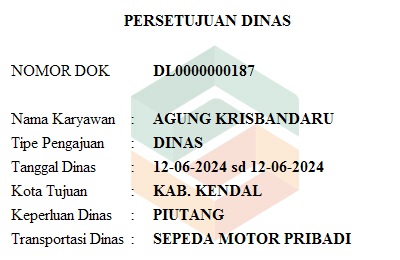 PERSETUJUAN DINAS
NOMOR DOK DL0000000187
Nama Karyawan : AGUNG KRISBANDARU
Tipe Pengajuan : DINAS
Tanggal Dinas : 12-06-2024 sd 12-06-2024
Kota Tujuan : KAB. KENDAL
Keperluan Dinas : PIUTANG
Transportasi Dinas : SEPEDA MOTOR PRIBADI